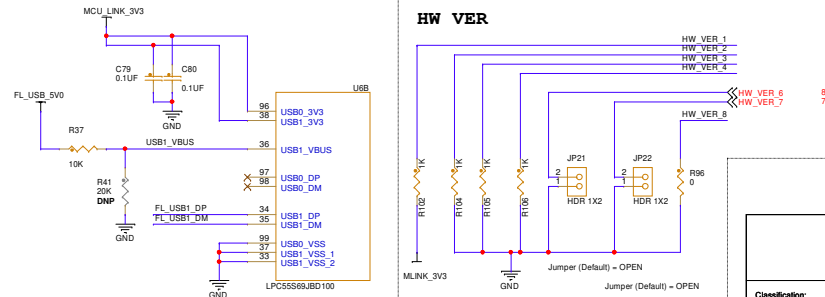 MCU_LINK_3V3
C79
0.1UF
C80
0.1UF
GND
FL_USB_5V0
R37
10K
USB1_VBUS
R41
20K
DNP
GND
U6B
96
USB0_3V3
38
USB1_3V3
36
USB1_VBUS
97
USB0_DP
98
USB0_DM
FL_USB1_DP
34
USB1_DP
FL_USB1_DM
35
USB1_DM
99
USB0_VSS
37
USB1_VSS_1
33
USB1_VSS_2
GND
LPC55S69JBD100
HW VER
HW_VER_1
HW_VER_2
HW_VER_3
HW_VER_4
HW_VER_6
8
HW_VER_7
7
HW_VER_8
1K
R102
1K
R104
1K
R105
1K
R106
JP21
2
1
HDR 1X2
JP22
2
1
HDR 1X2
R96
0
MLINK_3V3
GND
Jumper (Default) = OPEN
Jumper (Default) = OPEN
Classification: